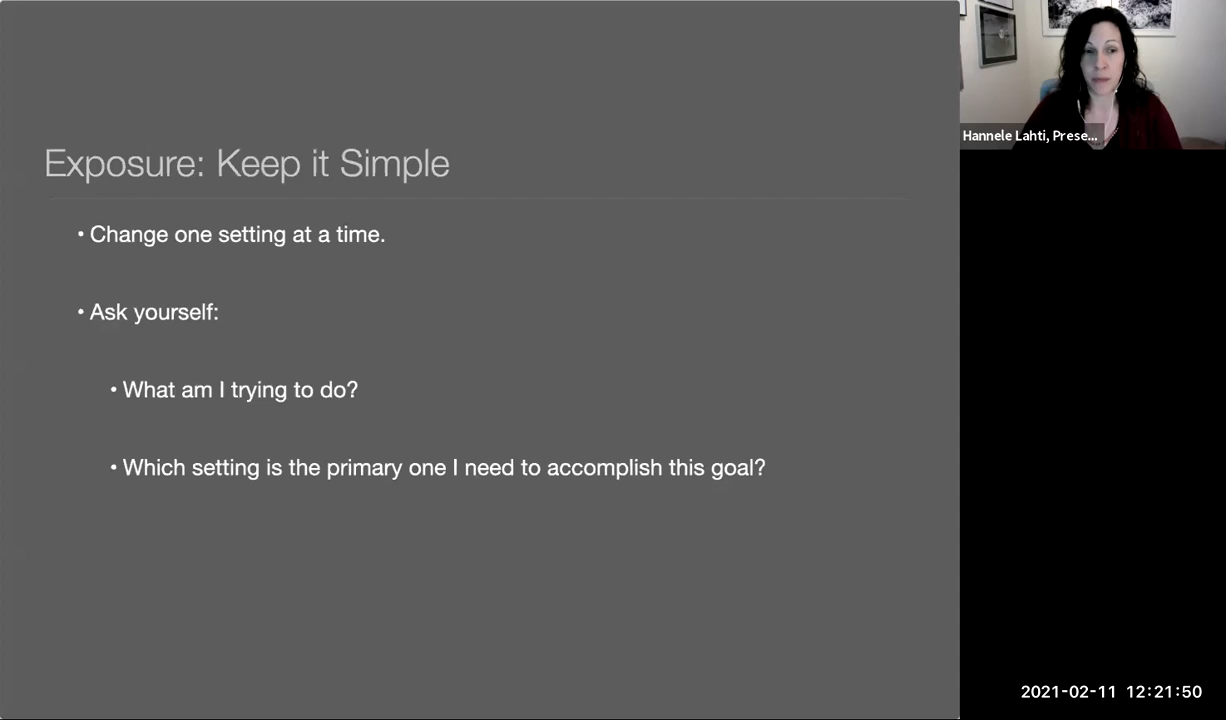 Exposure: Keep it Simple
• Change one setting at a time.
• Ask yourself:
• What am I trying to do?
• Which setting is the primary one I need to accomplish this goal?
Hannele Lahti, Prese...
2021-02-11 12:21:50